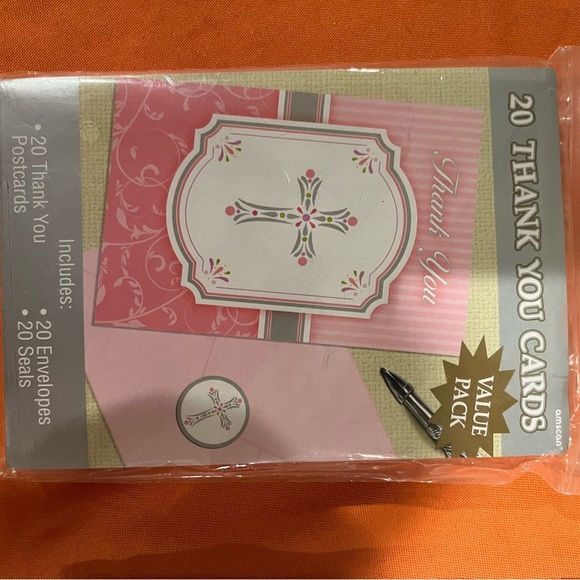 20 THANK YOU CARDS
amscan
VALUE
PACK
Thank You
Includes:
• 20 Thank You
Postcards
• 20 Envelopes
• 20 Seals